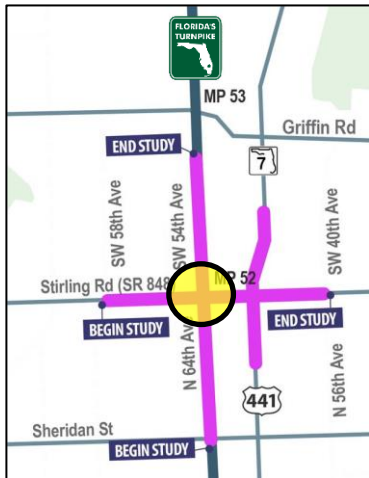 FLORIDA'S
TURNPIKE
MP 53
Griffin Rd
7
END STUDY
SW 58th Ave
SW 54th Ave
SW 40th Ave
Stirling Rd (SR 848
MP 52
BEGIN STUDY
END STUDY
N 64th Ave
N 56th Ave
441
Sheridan St
BEGIN STUDY